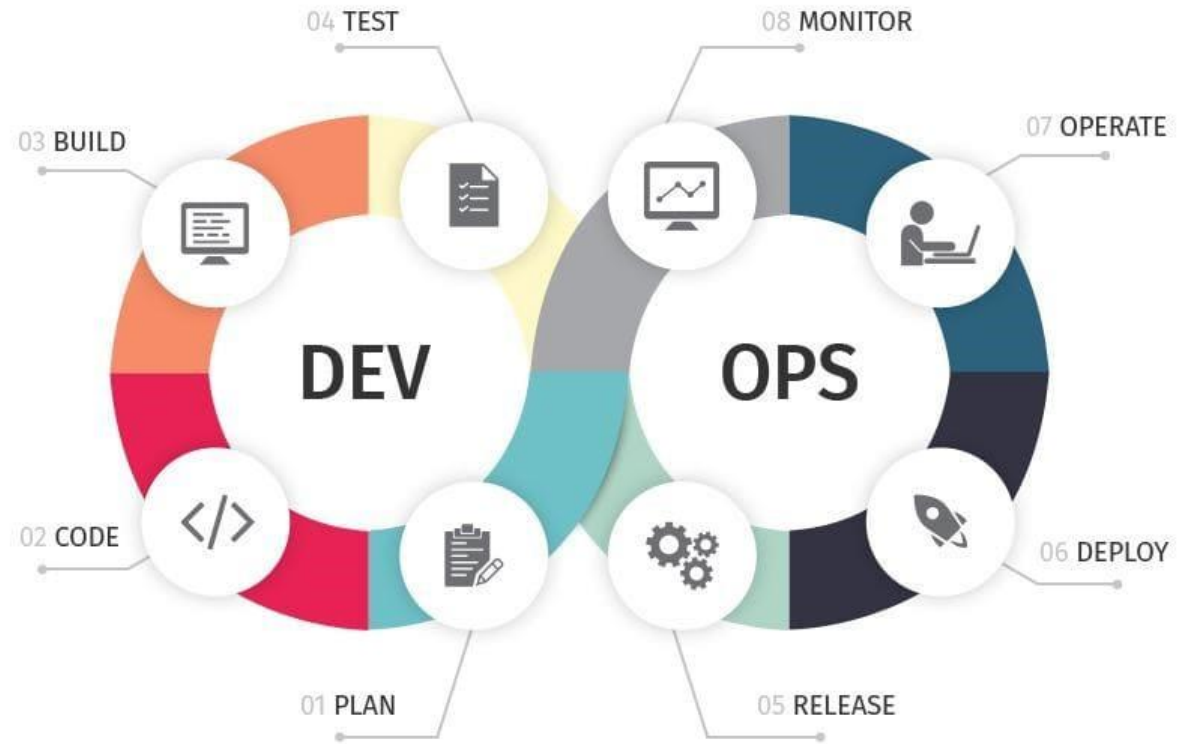 04 TEST
08 MONITOR
03 BUILD
07 OPERATE
DEV
OPS
02 CODE
06 DEPLOY
01 PLAN
05 RELEASE